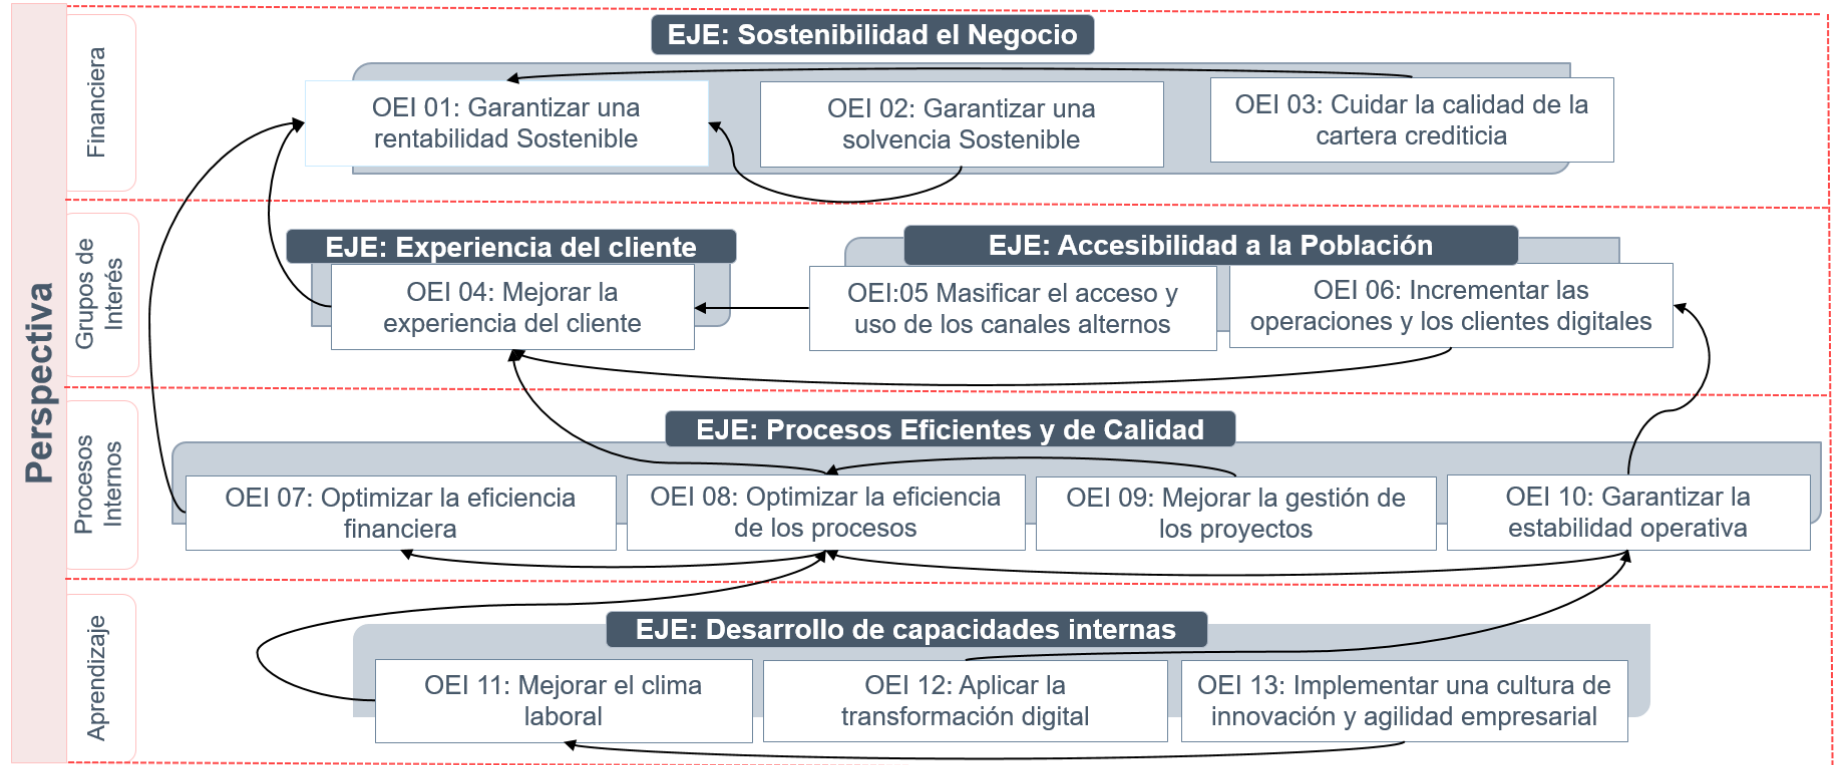 Perspectiva
Financiera
EJE: Sostenibilidad el Negocio
OEI 01: Garantizar una
rentabilidad Sostenible
OEI 02: Garantizar una
solvencia Sostenible
OEI 03: Cuidar la calidad de la
cartera crediticia
Grupos de
Interés
EJE: Experiencia del cliente
OEI 04: Mejorar la
experiencia del cliente
EJE: Accesibilidad a la Población
OEI:05 Masificar el acceso y
uso de los canales alternos
OEI 06: Incrementar las
operaciones y los clientes digitales
Procesos
Internos
EJE: Procesos Eficientes y de Calidad
OEI 07: Optimizar la eficiencia
financiera
OEI 08: Optimizar la eficiencia
de los procesos
OEI 09: Mejorar la gestión de
los proyectos
OEI 10: Garantizar la
estabilidad operativa
Aprendizaje
EJE: Desarrollo de capacidades internas
OEI 11: Mejorar el clima
laboral
OEI 12: Aplicar la
transformación digital
OEI 13: Implementar una cultura de
innovación y agilidad empresarial